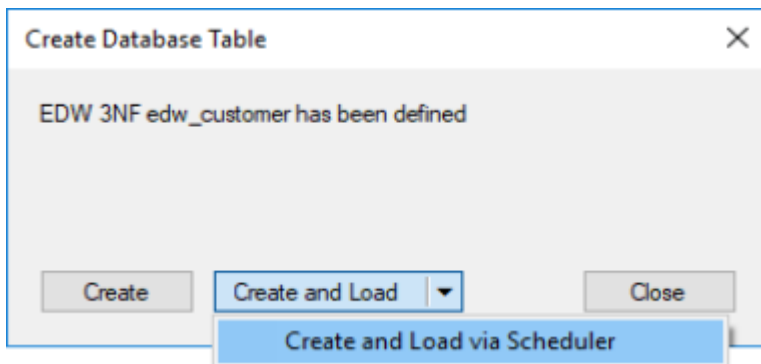 Create Database Table
EDW 3NF edw_customer has been defined
Create
Create and Load
Close
Create and Load via Scheduler